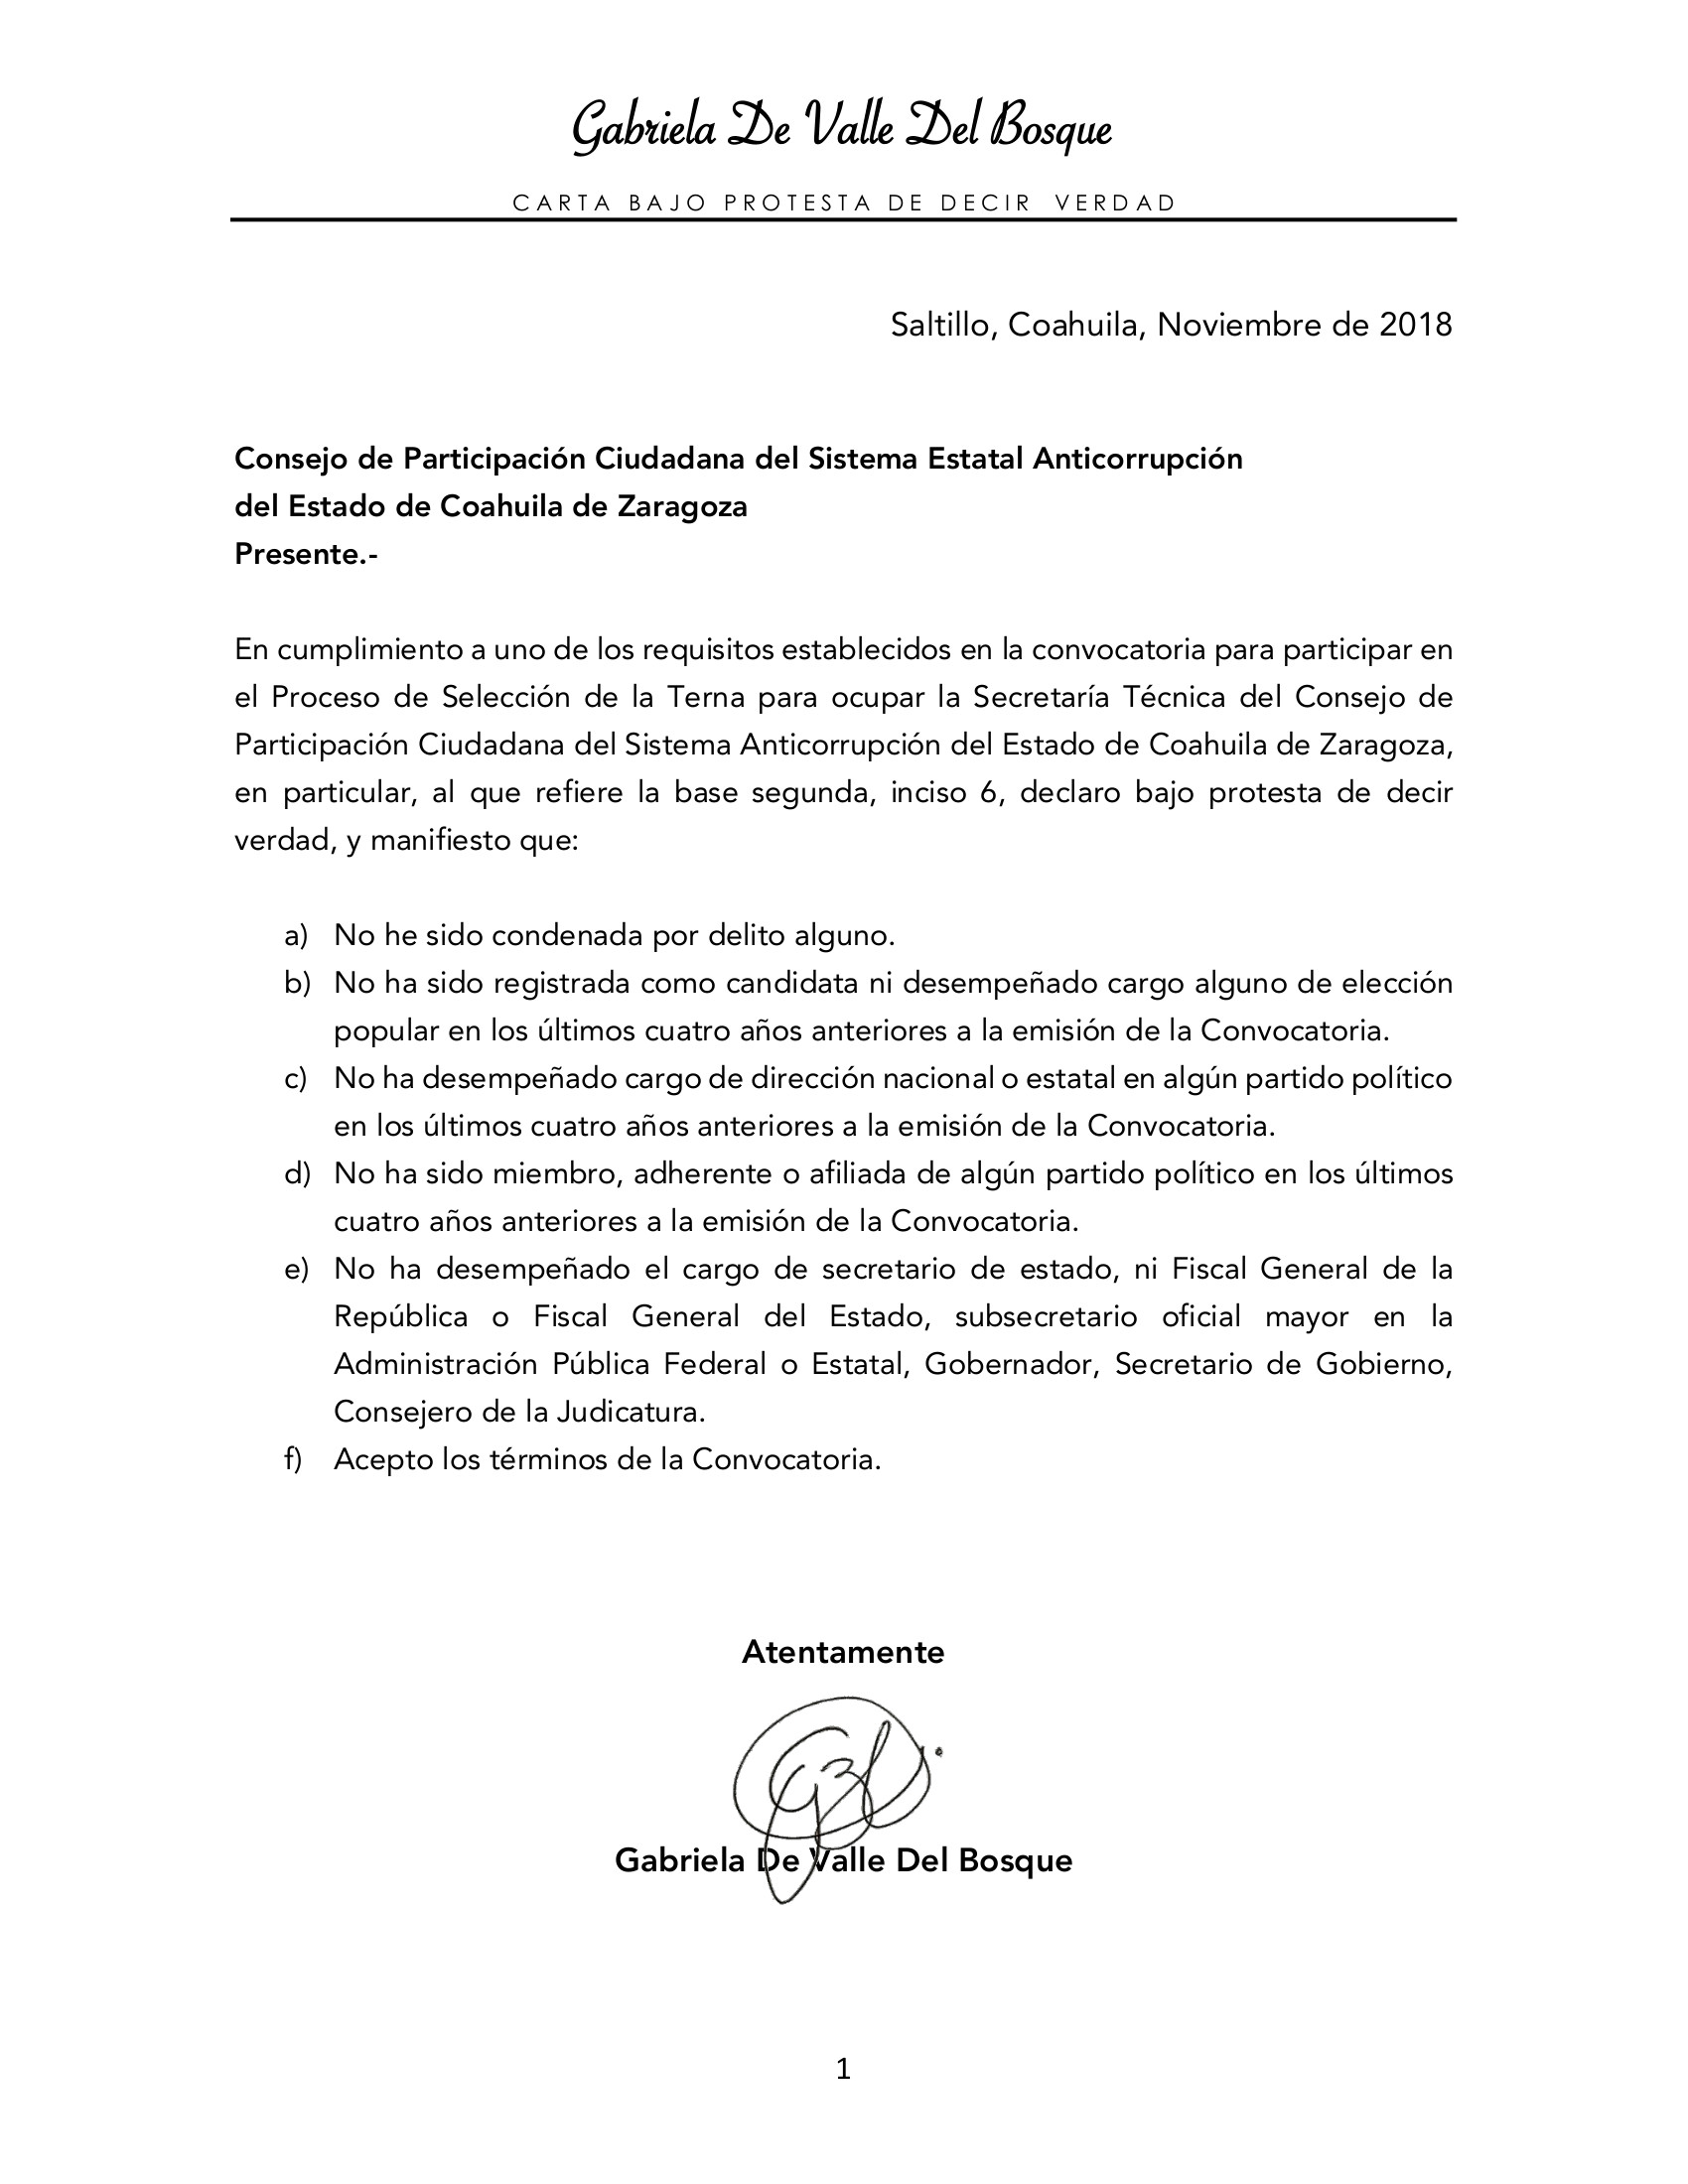 Gabriela De Valle Del Bosque
CARTA BAJO PROTESTA DE DECIR VERDAD
Saltillo, Coahuila, Noviembre de 2018
Consejo de Participación Ciudadana del Sistema Estatal Anticorrupción
del Estado de Coahuila de Zaragoza
Presente.-
En cumplimiento a uno de los requisitos establecidos en la convocatoria para participar en
el Proceso de Selección de la Terna para ocupar la Secretaría Técnica del Consejo de
Participación Ciudadana del Sistema Anticorrupción del Estado de Coahuila de Zaragoza,
en particular, al que refiere la base segunda, inciso 6, declaro bajo protesta de decir
verdad, y manifiesto que:
a) No he sido condenada por delito alguno.
b) No ha sido registrada como candidata ni desempeñado cargo alguno de elección
popular en los últimos cuatro años anteriores a la emisión de la Convocatoria.
c) No ha desempeñado cargo de dirección nacional o estatal en algún partido político
en los últimos cuatro años anteriores a la emisión de la Convocatoria.
d) No ha sido miembro, adherente o afiliada de algún partido político en los últimos
cuatro años anteriores a la emisión de la Convocatoria.
e) No ha desempeñado el cargo de secretario de estado, ni Fiscal General de la
República o Fiscal General del Estado, subsecretario oficial mayor en la
Administración Pública Federal o Estatal, Gobernador, Secretario de Gobierno,
Consejero de la Judicatura.
f) Acepto los términos de la Convocatoria.
Atentamente
Gabriela De Valle Del Bosque
1